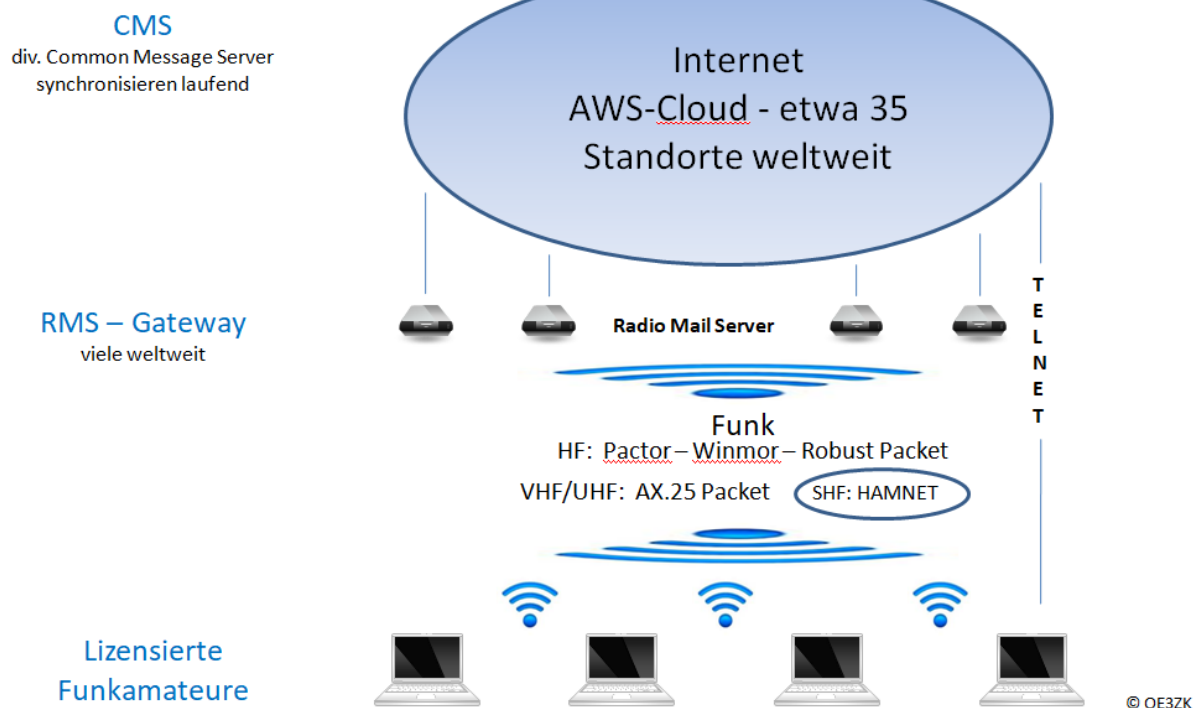 CMS
div. Common Message Server
synchronisieren laufend
Internet
AWS-Cloud - etwa 35
Standorte weltweit
RMS – Gateway
viele weltweit
Radio Mail Server
TELNET
Funk
HF: Pactor – Winmor – Robust Packet
VHF/UHF: AX.25 Packet
SHF: HAMNET
Lizensierte
Funkamateure
© OE3ZK